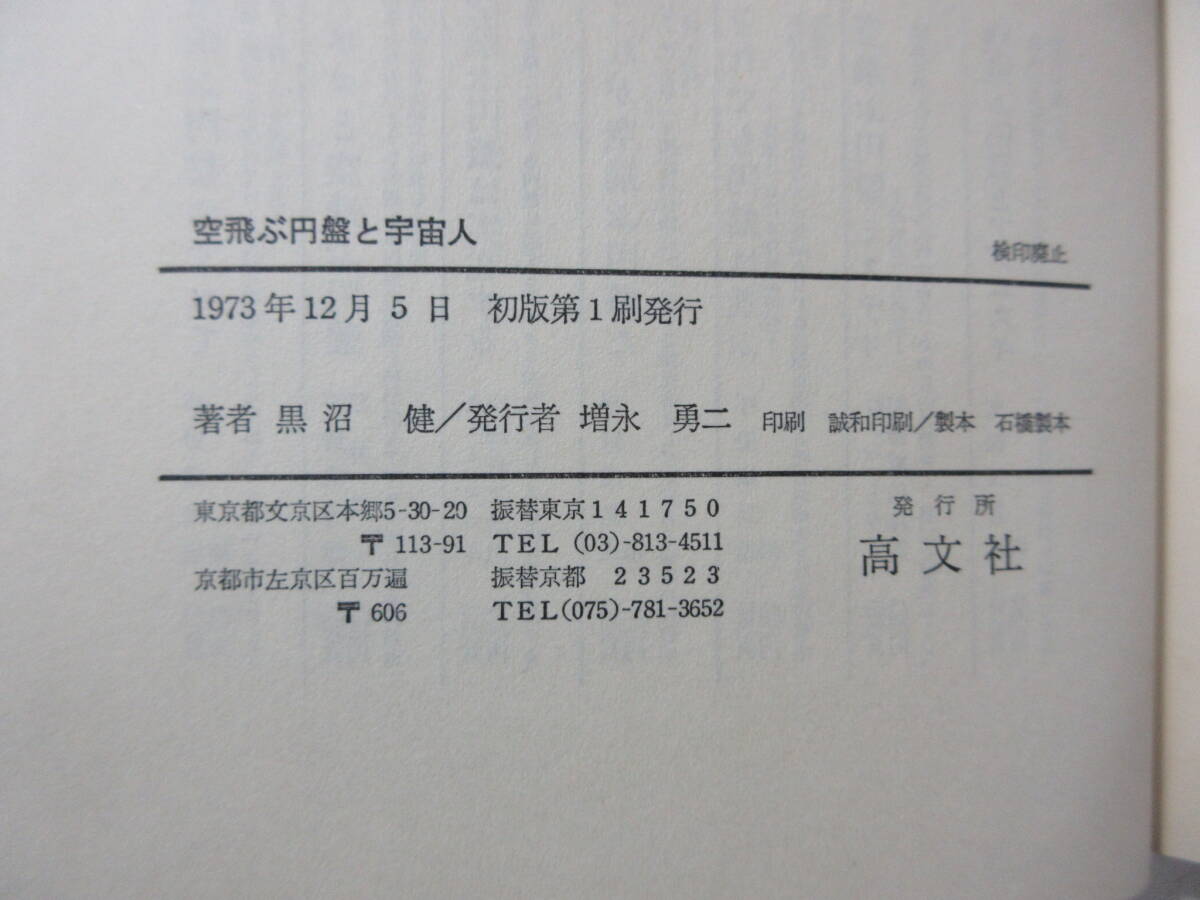 空飛ぶ円盤と宇宙人
検印廃止
1973年12月5日 初版第1刷発行
著者 黒沼 健/発行者 増永 勇二 印刷 誠和印刷/製本 石橋製本
東京都文京区本郷5-30-20 振替東京141750
〒113-91 TEL (03)-813-4511
京都市左京区百万遍 振替京都 23523
〒606 TEL(075)-781-3652
発行所
高文社